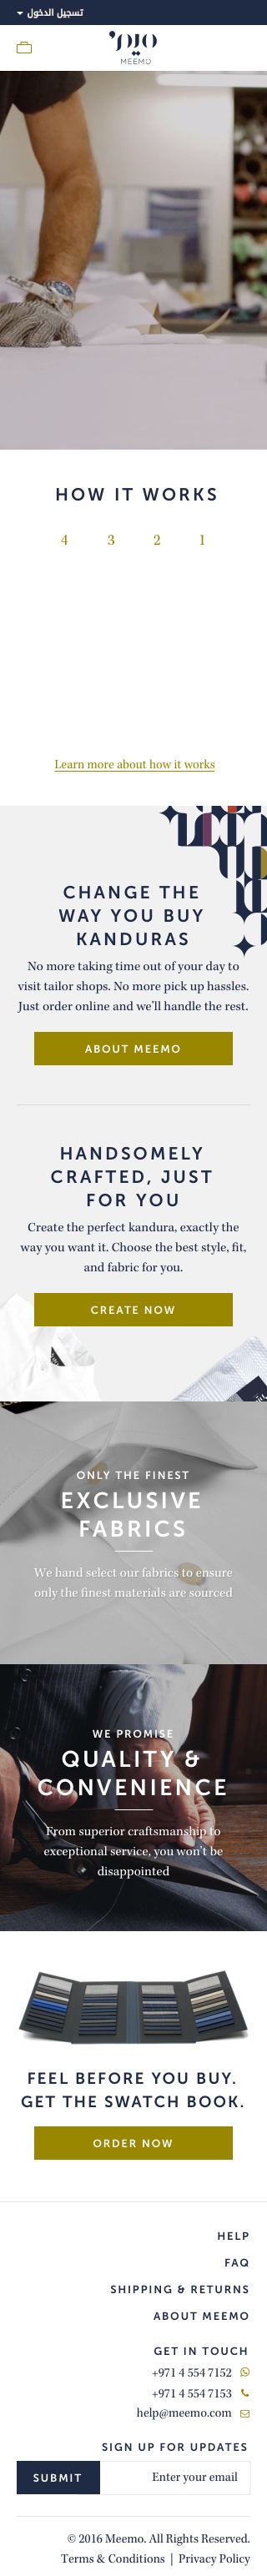 تسجيل الدخول
ميم
MEEMO
HOW IT WORKS
4 3 2 1
Learn more about how it works
CHANGE THE
WAY YOU BUY
KANDURAS
No more taking time out of your day to
visit tailor shops. No more pick up hassles.
Just order online and we'll handle the rest.
ABOUT MEEMO
HANDSOMELY
CRAFTED, JUST
FOR YOU
Create the perfect kandura, exactly the
way you want it. Choose the best style, fit,
and fabric for you.
CREATE NOW
ONLY THE FINEST
EXCLUSIVE
FABRICS
We hand select our fabrics to ensure
only the finest materials are sourced
WE PROMISE
QUALITY &
CONVENIENCE
From superior craftsmanship to
exceptional service, you won't be
disappointed
FEEL BEFORE YOU BUY.
GET THE SWATCH BOOK.
ORDER NOW
HELP
FAQ
SHIPPING & RETURNS
ABOUT MEEMO
GET IN TOUCH
+971 4 554 7152
+971 4 554 7153
help@meemo.com
SIGN UP FOR UPDATES
SUBMIT Enter your email
© 2016 Meemo. All Rights Reserved.
Terms & Conditions | Privacy Policy